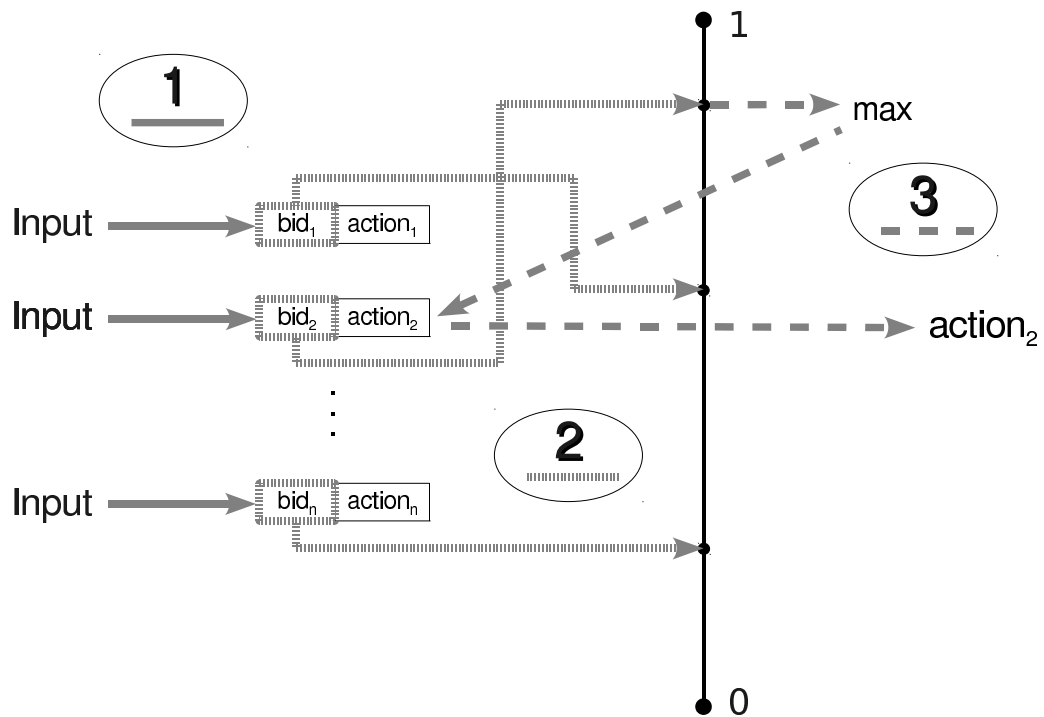 1
1
max
3
Input bid₁ action₁
Input bid₂ action₂
action₂
2
Input bidₙ actionₙ
0